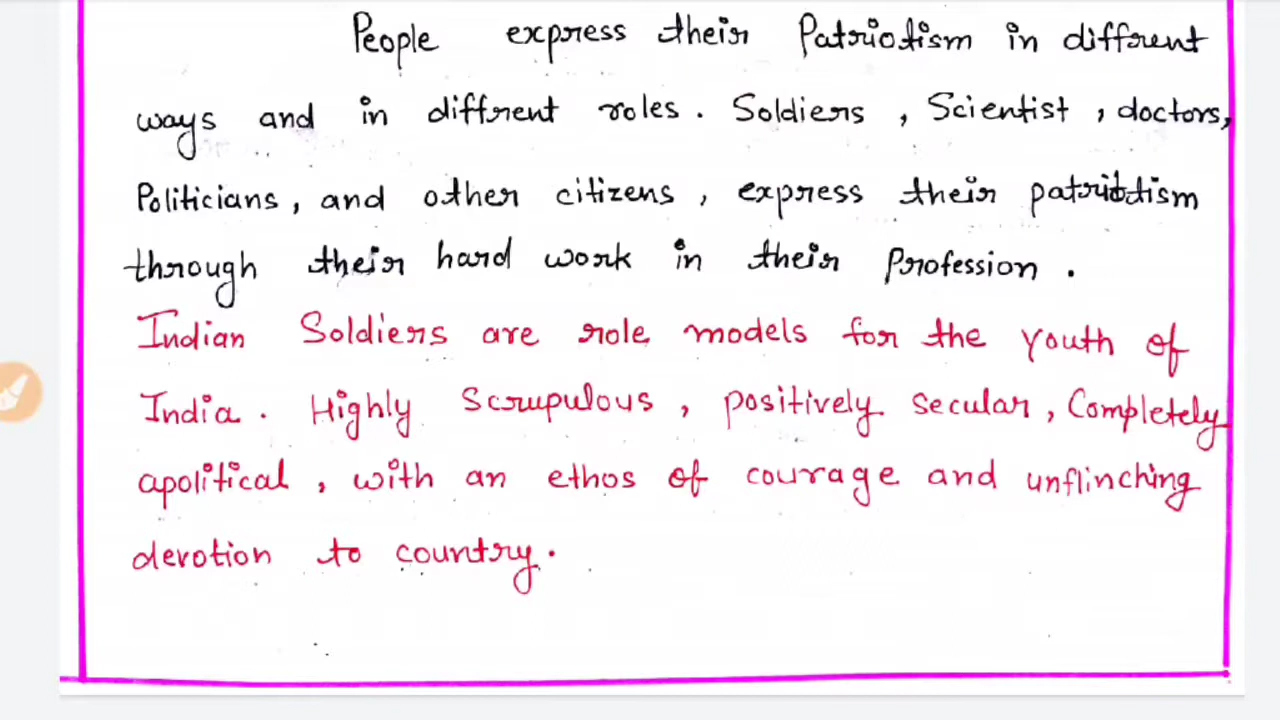 People express their Patriotism in different
ways and in different roles. Soldiers, Scientist, doctors,
Politicians, and other citizens, express their patriotism
through their hard work in their Profession.
Indian Soldiers are role models for the Youth of
India. Highly Scrupulous, positively secular, Completely
apolitical, with an ethos of courage and unflinching
devotion to country.